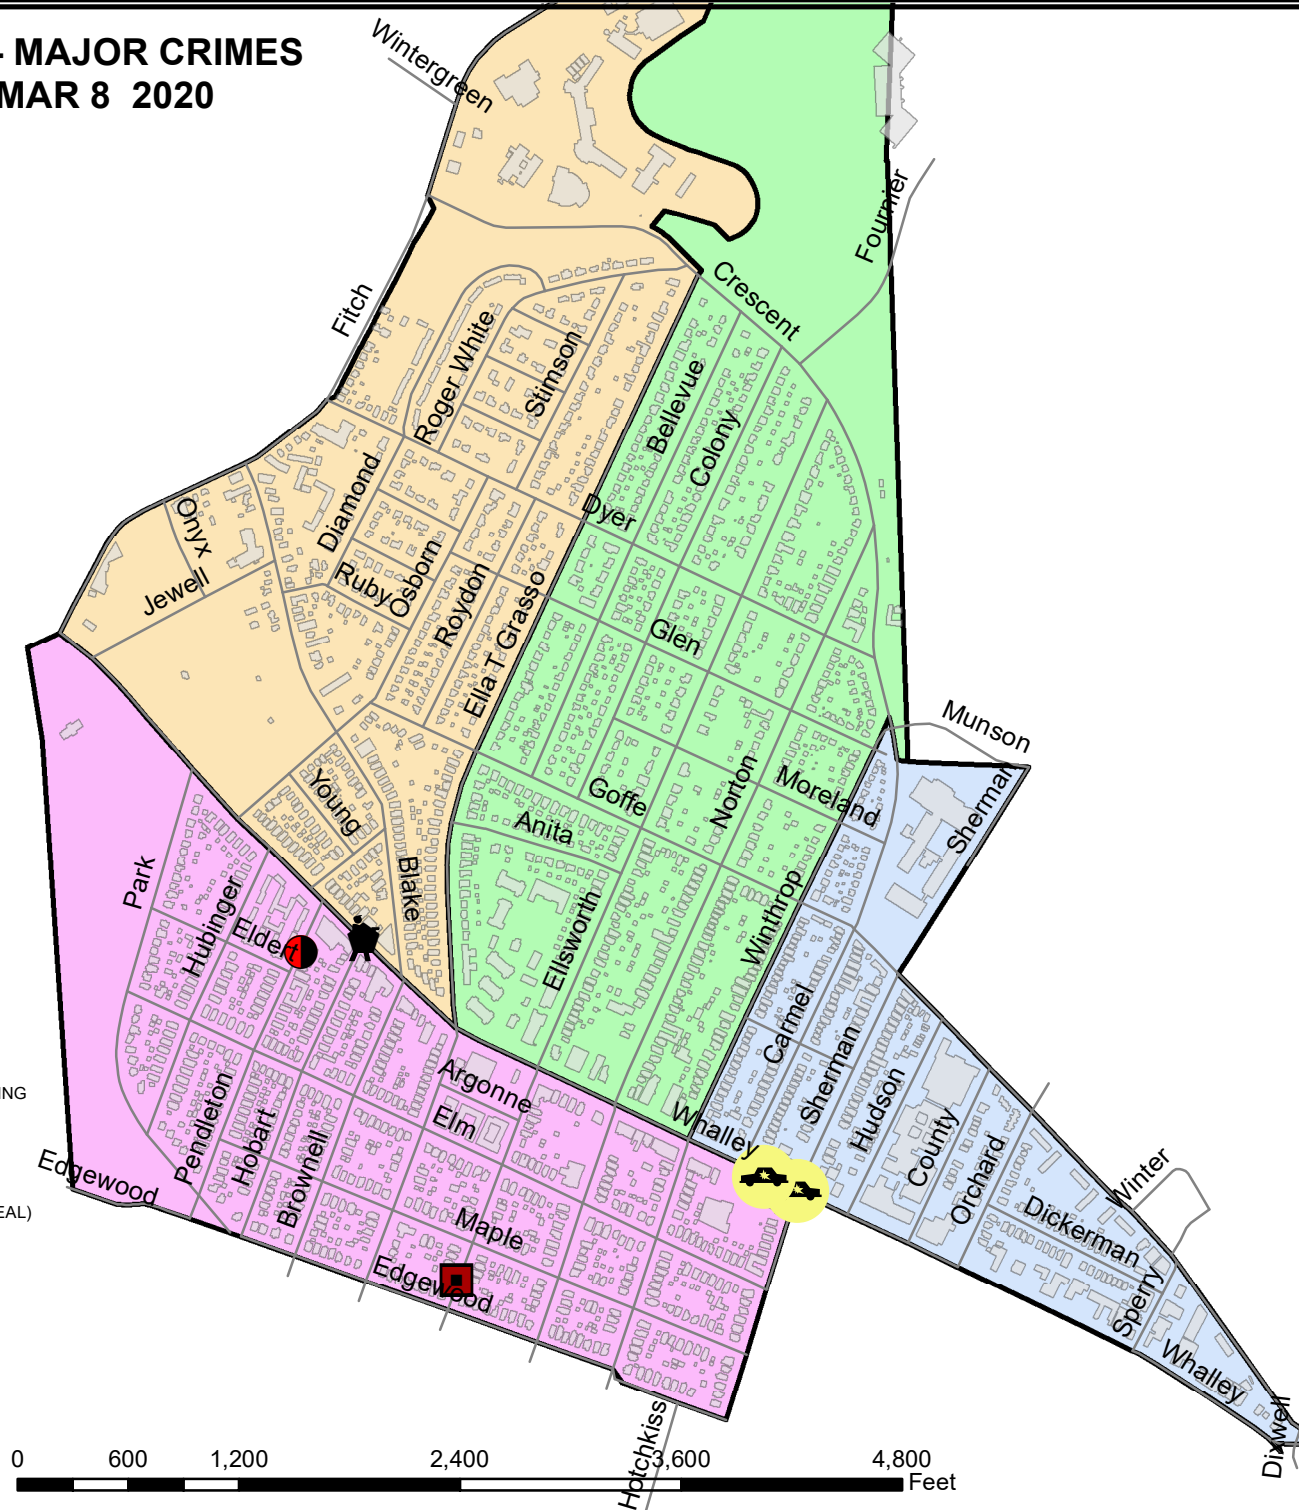 - MAJOR CRIMES
MAR 8  2020
Wintergreen
Fournier
Crescent
Fitch
Roger White
Stimson
Bellevue
Colony
Diamond
Onyx
Dyer
Jewell
Ruby
Osborn
Roydon
Ella T Grasso
Glen
Munson
Sherman
Young
Goffe
Norton
Moreland
Anita
Park
Blake
Hubinger
Eldert
Ellsworth
Winthrop
Carmel
Sherman
Hudson
County
Orchard
Argonne
Elm
Whalley
NG
Pendleton
Hobart
Brownell
Edgewood
EAL)
Winter
Dickerman
Maple
Edgewood
Sperry
Whalley
Hotchkiss
Dixwell
0 600 1,200 2,400 3,600 4,800
Feet